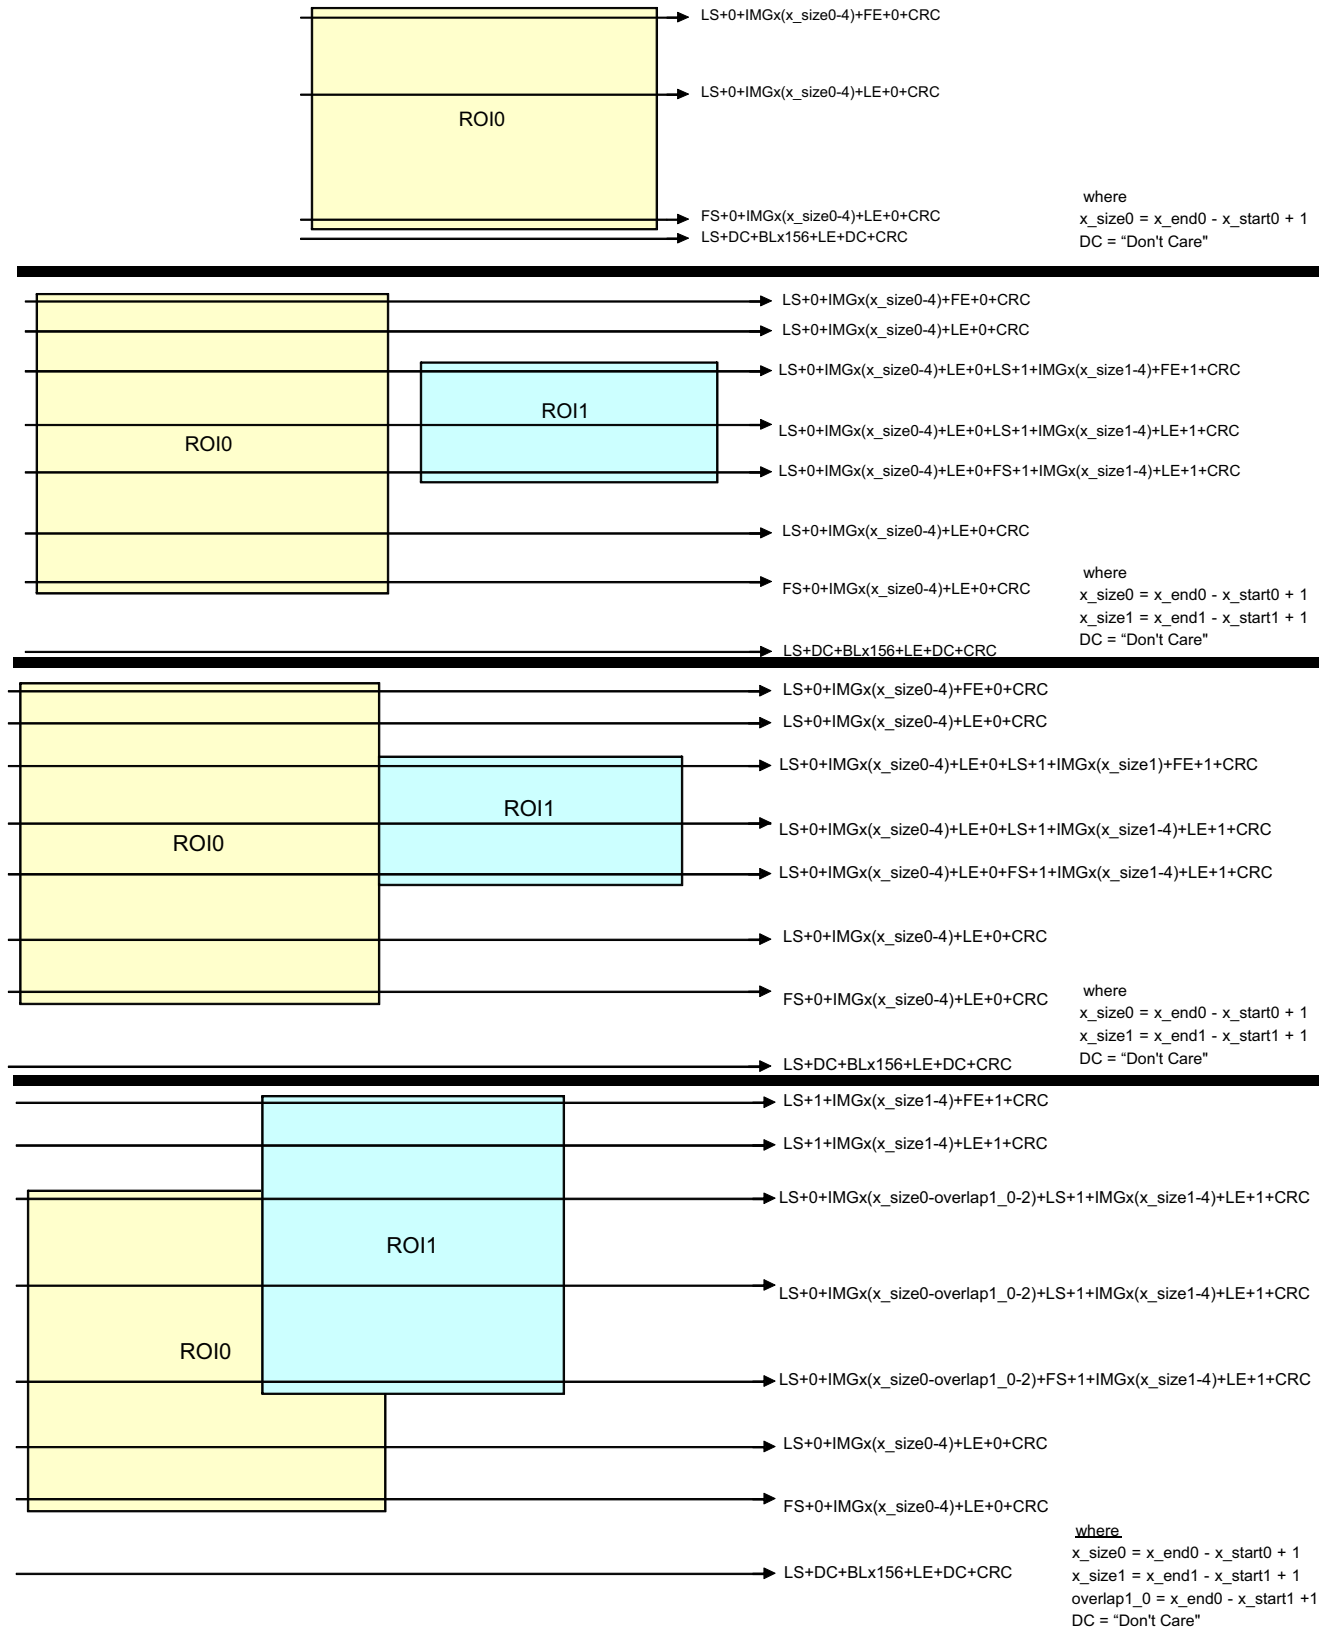 LS+0+IMGx(x_size0-4)+FE+0+CRC
LS+0+IMGx(x_size0-4)+LE+0+CRC
ROI0
FS+0+IMGx(x_size0-4)+LE+0+CRC
LS+DC+BLx156+LE+DC+CRC
where
x_size0 = x_end0 - x_start0 + 1
DC = “Don't Care"
LS+0+IMGx(x_size0-4)+FE+0+CRC
LS+0+IMGx(x_size0-4)+LE+0+CRC
LS+0+IMGx(x_size0-4)+LE+0+LS+1+IMGx(x_size1-4)+FE+1+CRC
ROI1
LS+0+IMGx(x_size0-4)+LE+0+LS+1+IMGx(x_size1-4)+LE+1+CRC
ROI0
LS+0+IMGx(x_size0-4)+LE+0+FS+1+IMGx(x_size1-4)+LE+1+CRC
LS+0+IMGx(x_size0-4)+LE+0+CRC
FS+0+IMGx(x_size0-4)+LE+0+CRC
where
x_size0 = x_end0 - x_start0 + 1
x_size1 = x_end1 - x_start1 + 1
DC = “Don't Care"
LS+DC+BLx156+LE+DC+CRC
LS+0+IMGx(x_size0-4)+FE+0+CRC
LS+0+IMGx(x_size0-4)+LE+0+CRC
LS+0+IMGx(x_size0-4)+LE+0+LS+1+IMGx(x_size1)+FE+1+CRC
ROI1
LS+0+IMGx(x_size0-4)+LE+0+LS+1+IMGx(x_size1-4)+LE+1+CRC
ROI0
LS+0+IMGx(x_size0-4)+LE+0+FS+1+IMGx(x_size1-4)+LE+1+CRC
LS+0+IMGx(x_size0-4)+LE+0+CRC
FS+0+IMGx(x_size0-4)+LE+0+CRC
where
x_size0 = x_end0 - x_start0 + 1
x_size1 = x_end1 - x_start1 + 1
DC = “Don't Care"
LS+DC+BLx156+LE+DC+CRC
LS+1+IMGx(x_size1-4)+FE+1+CRC
LS+1+IMGx(x_size1-4)+LE+1+CRC
LS+0+IMGx(x_size0-overlap1_0-2)+LS+1+IMGx(x_size1-4)+LE+1+CRC
ROI1
LS+0+IMGx(x_size0-overlap1_0-2)+LS+1+IMGx(x_size1-4)+LE+1+CRC
ROI0
LS+0+IMGx(x_size0-overlap1_0-2)+FS+1+IMGx(x_size1-4)+LE+1+CRC
LS+0+IMGx(x_size0-4)+LE+0+CRC
FS+0+IMGx(x_size0-4)+LE+0+CRC
where
x_size0 = x_end0 - x_start0 + 1
x_size1 = x_end1 - x_start1 + 1
overlap1_0 = x_end0 - x_start1 +1
DC = “Don't Care"
LS+DC+BLx156+LE+DC+CRC